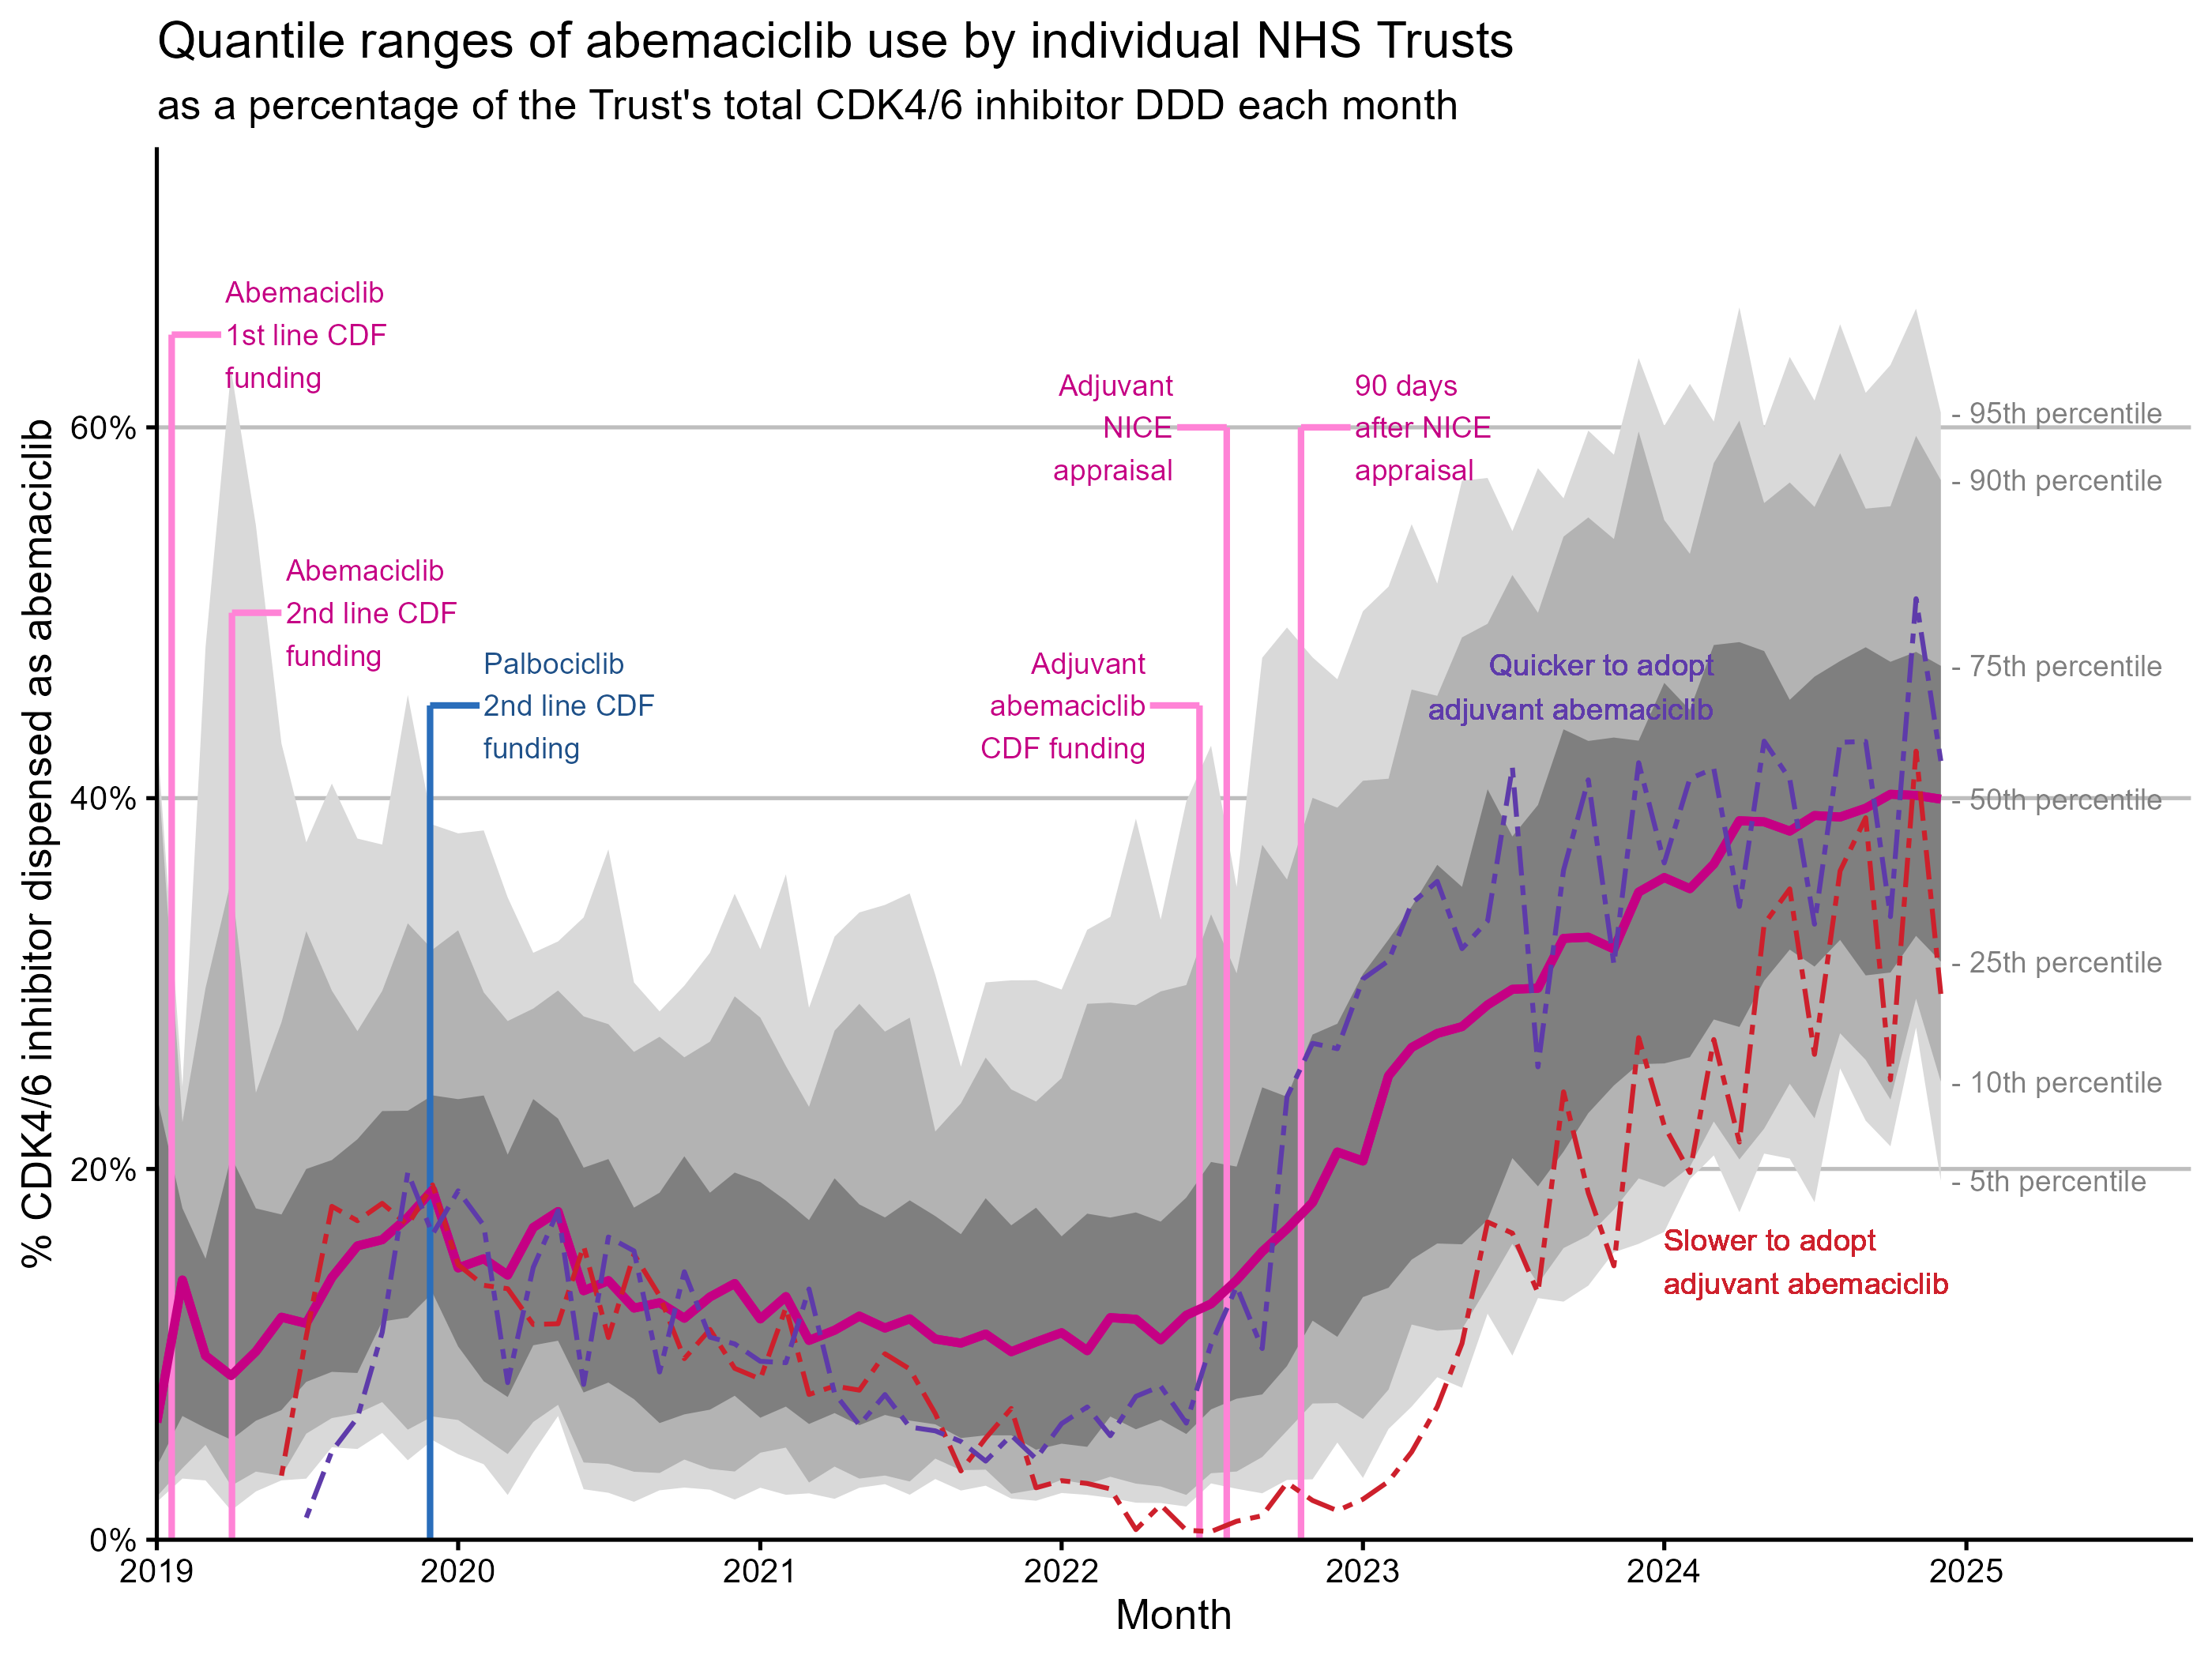 Quantile ranges of abemaciclib use by individual NHS Trusts
as a percentage of the Trust's total CDK4/6 inhibitor DDD each month
% CDK4/6 inhibitor dispensed as abemaciclib
60%
40%
20%
0%
Abemaciclib
1st line CDF
funding
Abemaciclib
2nd line CDF
funding
Palbociclib
2nd line CDF
funding
Adjuvant
NICE
appraisal
90 days
after NICE
appraisal
Adjuvant
abemaciclib
CDF funding
Quicker to adopt
adjuvant abemaciclib
Slower to adopt
adjuvant abemaciclib
- 95th percentile
- 90th percentile
- 75th percentile
- 50th percentile
- 25th percentile
- 10th percentile
- 5th percentile
2019
2020
2021
2022
2023
2024
2025
Month